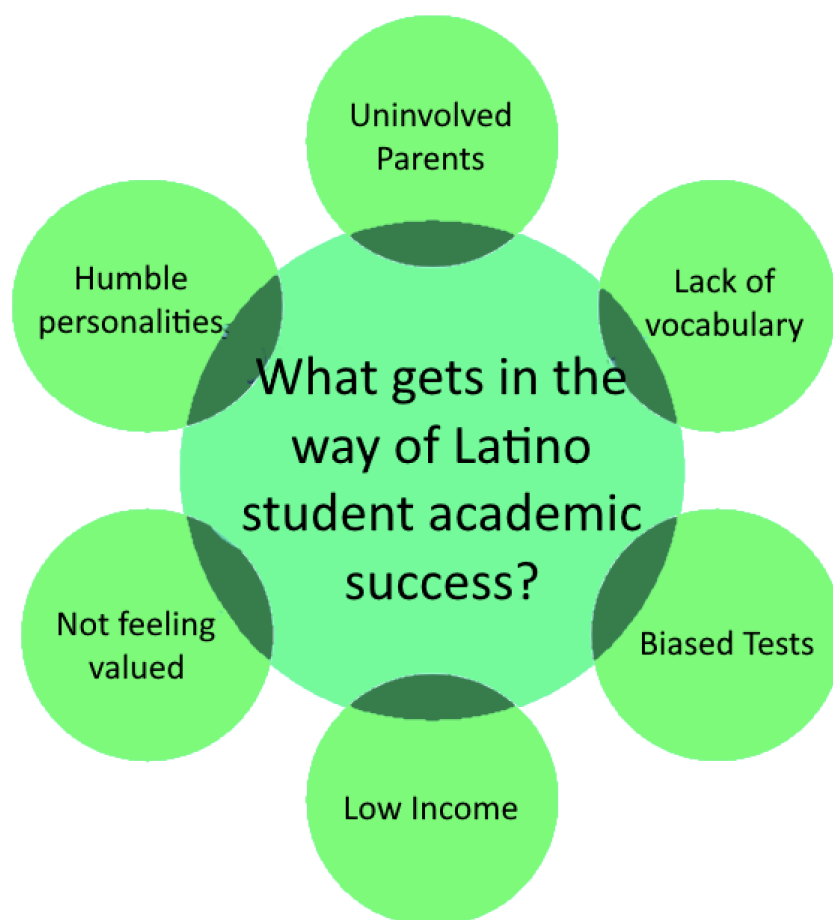 Uninvolved
Parents
Humble
personalities
Lack of
vocabulary
What gets in the
way of Latino
student academic
success?
Not feeling
valued
Biased Tests
Low Income